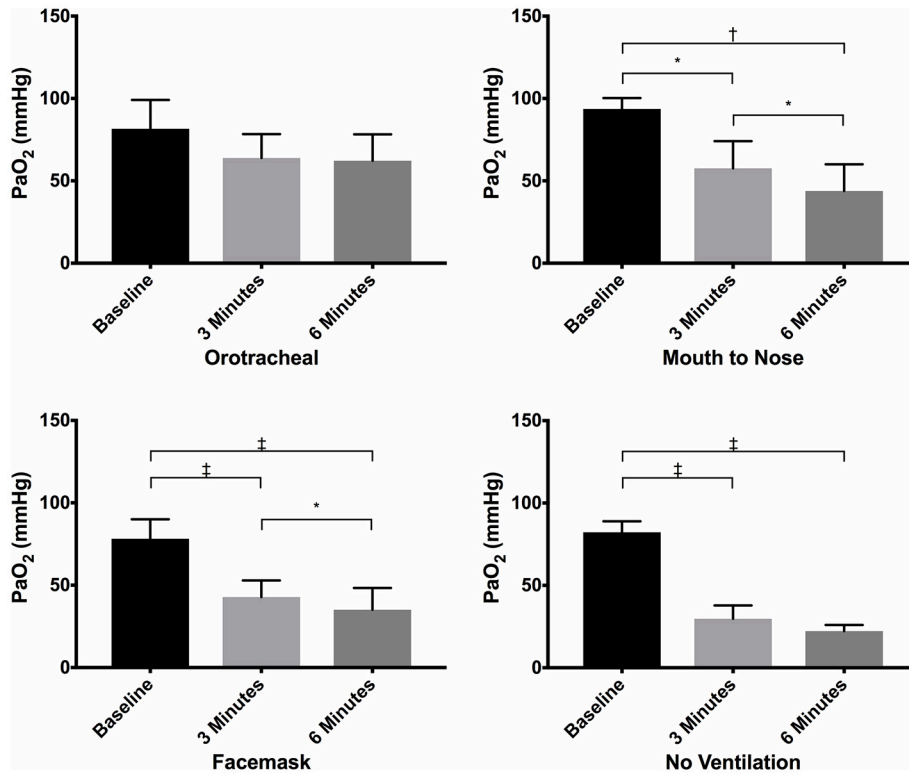 150
100
50
0
PaO2 (mmHg)
Baseline
3 Minutes
6 Minutes
Orotracheal
150
100
50
0
PaO2 (mmHg)
†
*
*
Baseline
3 Minutes
6 Minutes
Mouth to Nose
150
100
50
0
PaO2 (mmHg)
‡
‡
*
Baseline
3 Minutes
6 Minutes
Facemask
150
100
50
0
PaO2 (mmHg)
‡
‡
Baseline
3 Minutes
6 Minutes
No Ventilation